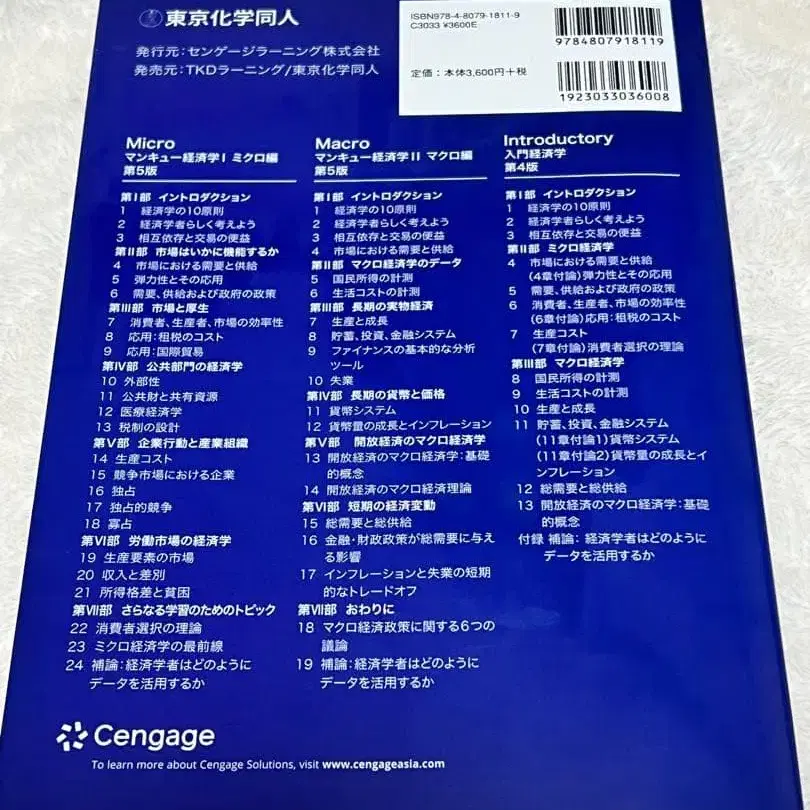 東京化学同人
発行元:センゲージラーニング株式会社
発売元:TKDラーニング/東京化学同人
ISBN978-4-8079-1811-9
C3033 ¥3600E
定価:本体3,600円+税
9784807918119
1923033036008
Micro
マンキュー経済学I ミクロ編
第5版
第I部 イントロダクション
1 経済学の10原則
2 経済学者らしく考えよう
3 相互依存と交易の便益
第II部 市場はいかに機能するか
4 市場における需要と供給
5 弾力性とその応用
6 需要、供給および政府の政策
第III部 市場と厚生
7 消費者、生産者、市場の効率性
8 応用:租税のコスト
9 応用:国際貿易
第IV部 公共部門の経済学
10 外部性
11 公共財と共有資源
12 医療経済学
13 税制の設計
第V部 企業行動と産業組織
14 生産コスト
15 競争市場における企業
16 独占
17 独占的競争
18 寡占
第VI部 労働市場の経済学
19 生産要素の市場
20 収入と差別
21 所得格差と貧困
第VII部 さらなる学習のためのトピック
22 消費者選択の理論
23 ミクロ経済学の最前線
24 補論:経済学者はどのように
データを活用するか
Macro
マンキュー経済学II マクロ編
第5版
第I部 イントロダクション
1 経済学の10原則
2 経済学者らしく考えよう
3 相互依存と交易の便益
4 市場における需要と供給
第II部 マクロ経済学のデータ
5 国民所得の計測
6 生活コストの計測
第III部 長期の実物経済
7 生産と成長
8 貯蓄、投資、金融システム
9 ファイナンスの基本的な分析
ツール
10 失業
第IV部 長期の貨幣と価格
11 貨幣システム
12 貨幣量の成長とインフレーション
第V部 開放経済のマクロ経済学
13 開放経済のマクロ経済学:基礎
的概念
14 開放経済のマクロ経済理論
第VI部 短期の経済変動
15 総需要と総供給
16 金融・財政政策が総需要に与え
る影響
17 インフレーションと失業の短期
的なトレードオフ
第VII部 おわりに
18 マクロ経済政策に関する6つの
議論
19 補論:経済学者はどのように
データを活用するか
Introductory
入門経済学
第4版
第I部 イントロダクション
1 経済学の10原則
2 経済学者らしく考えよう
3 相互依存と交易の便益
第II部 ミクロ経済学
4 市場における需要と供給
(4章付論)弾力性とその応用
5 需要、供給および政府の政策
6 消費者、生産者、市場の効率性
(6章付論)応用:租税のコスト
7 生産コスト
(7章付論)消費者選択の理論
第III部 マクロ経済学
8 国民所得の計測
9 生活コストの計測
10 生産と成長
11 貯蓄、投資、金融システム
(11章付論1)貨幣システム
(11章付論2)貨幣量の成長とイ
ンフレーション
12 総需要と総供給
13 開放経済のマクロ経済学:基礎
的概念
付録 補論:経済学者はどのように
データを活用するか
Cengage
To learn more about Cengage Solutions, visit www.cengageasia.com